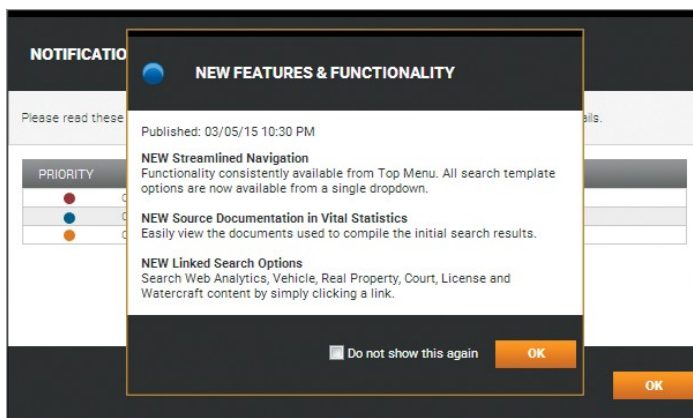 NOTIFICATIO
NEW FEATURES & FUNCTIONALITY
Please read these
ails.
Published: 03/05/15 10:30 PM
PRIORITY
NEW Streamlined Navigation
Functionality consistently available from Top Menu. All search template
options are now available from a single dropdown.
NEW Source Documentation in Vital Statistics
Easily view the documents used to compile the initial search results.
NEW Linked Search Options
Search Web Analytics, Vehicle, Real Property, Court, License and
Watercraft content by simply clicking a link.
Do not show this again OK
OK